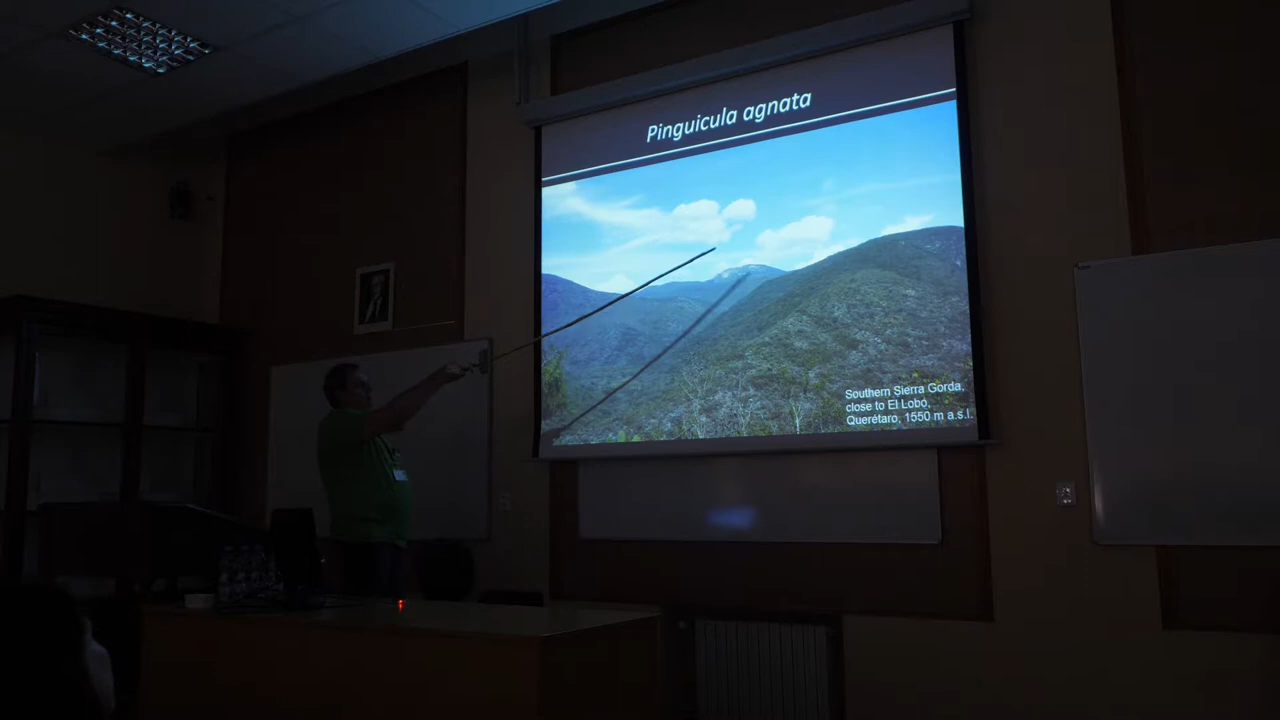 Pinguicula agnata
Southern Sierra Gorda,
close to El Lobo,
Querétaro, 1550 m a.s.l.